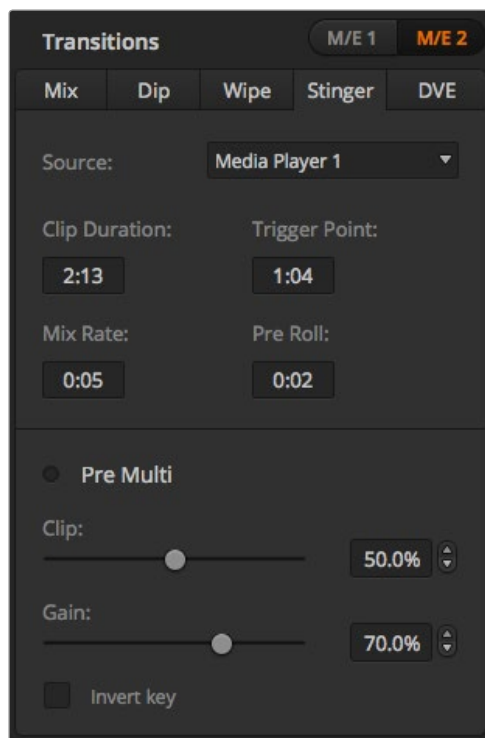 Transitions M/E 1 M/E 2
Mix Dip Wipe Stinger DVE
Source: Media Player 1
Clip Duration: Trigger Point:
2:13 1:04
Mix Rate: Pre Roll:
0:05 0:02
Pre Multi
Clip:
50.0%
Gain:
70.0%
Invert key